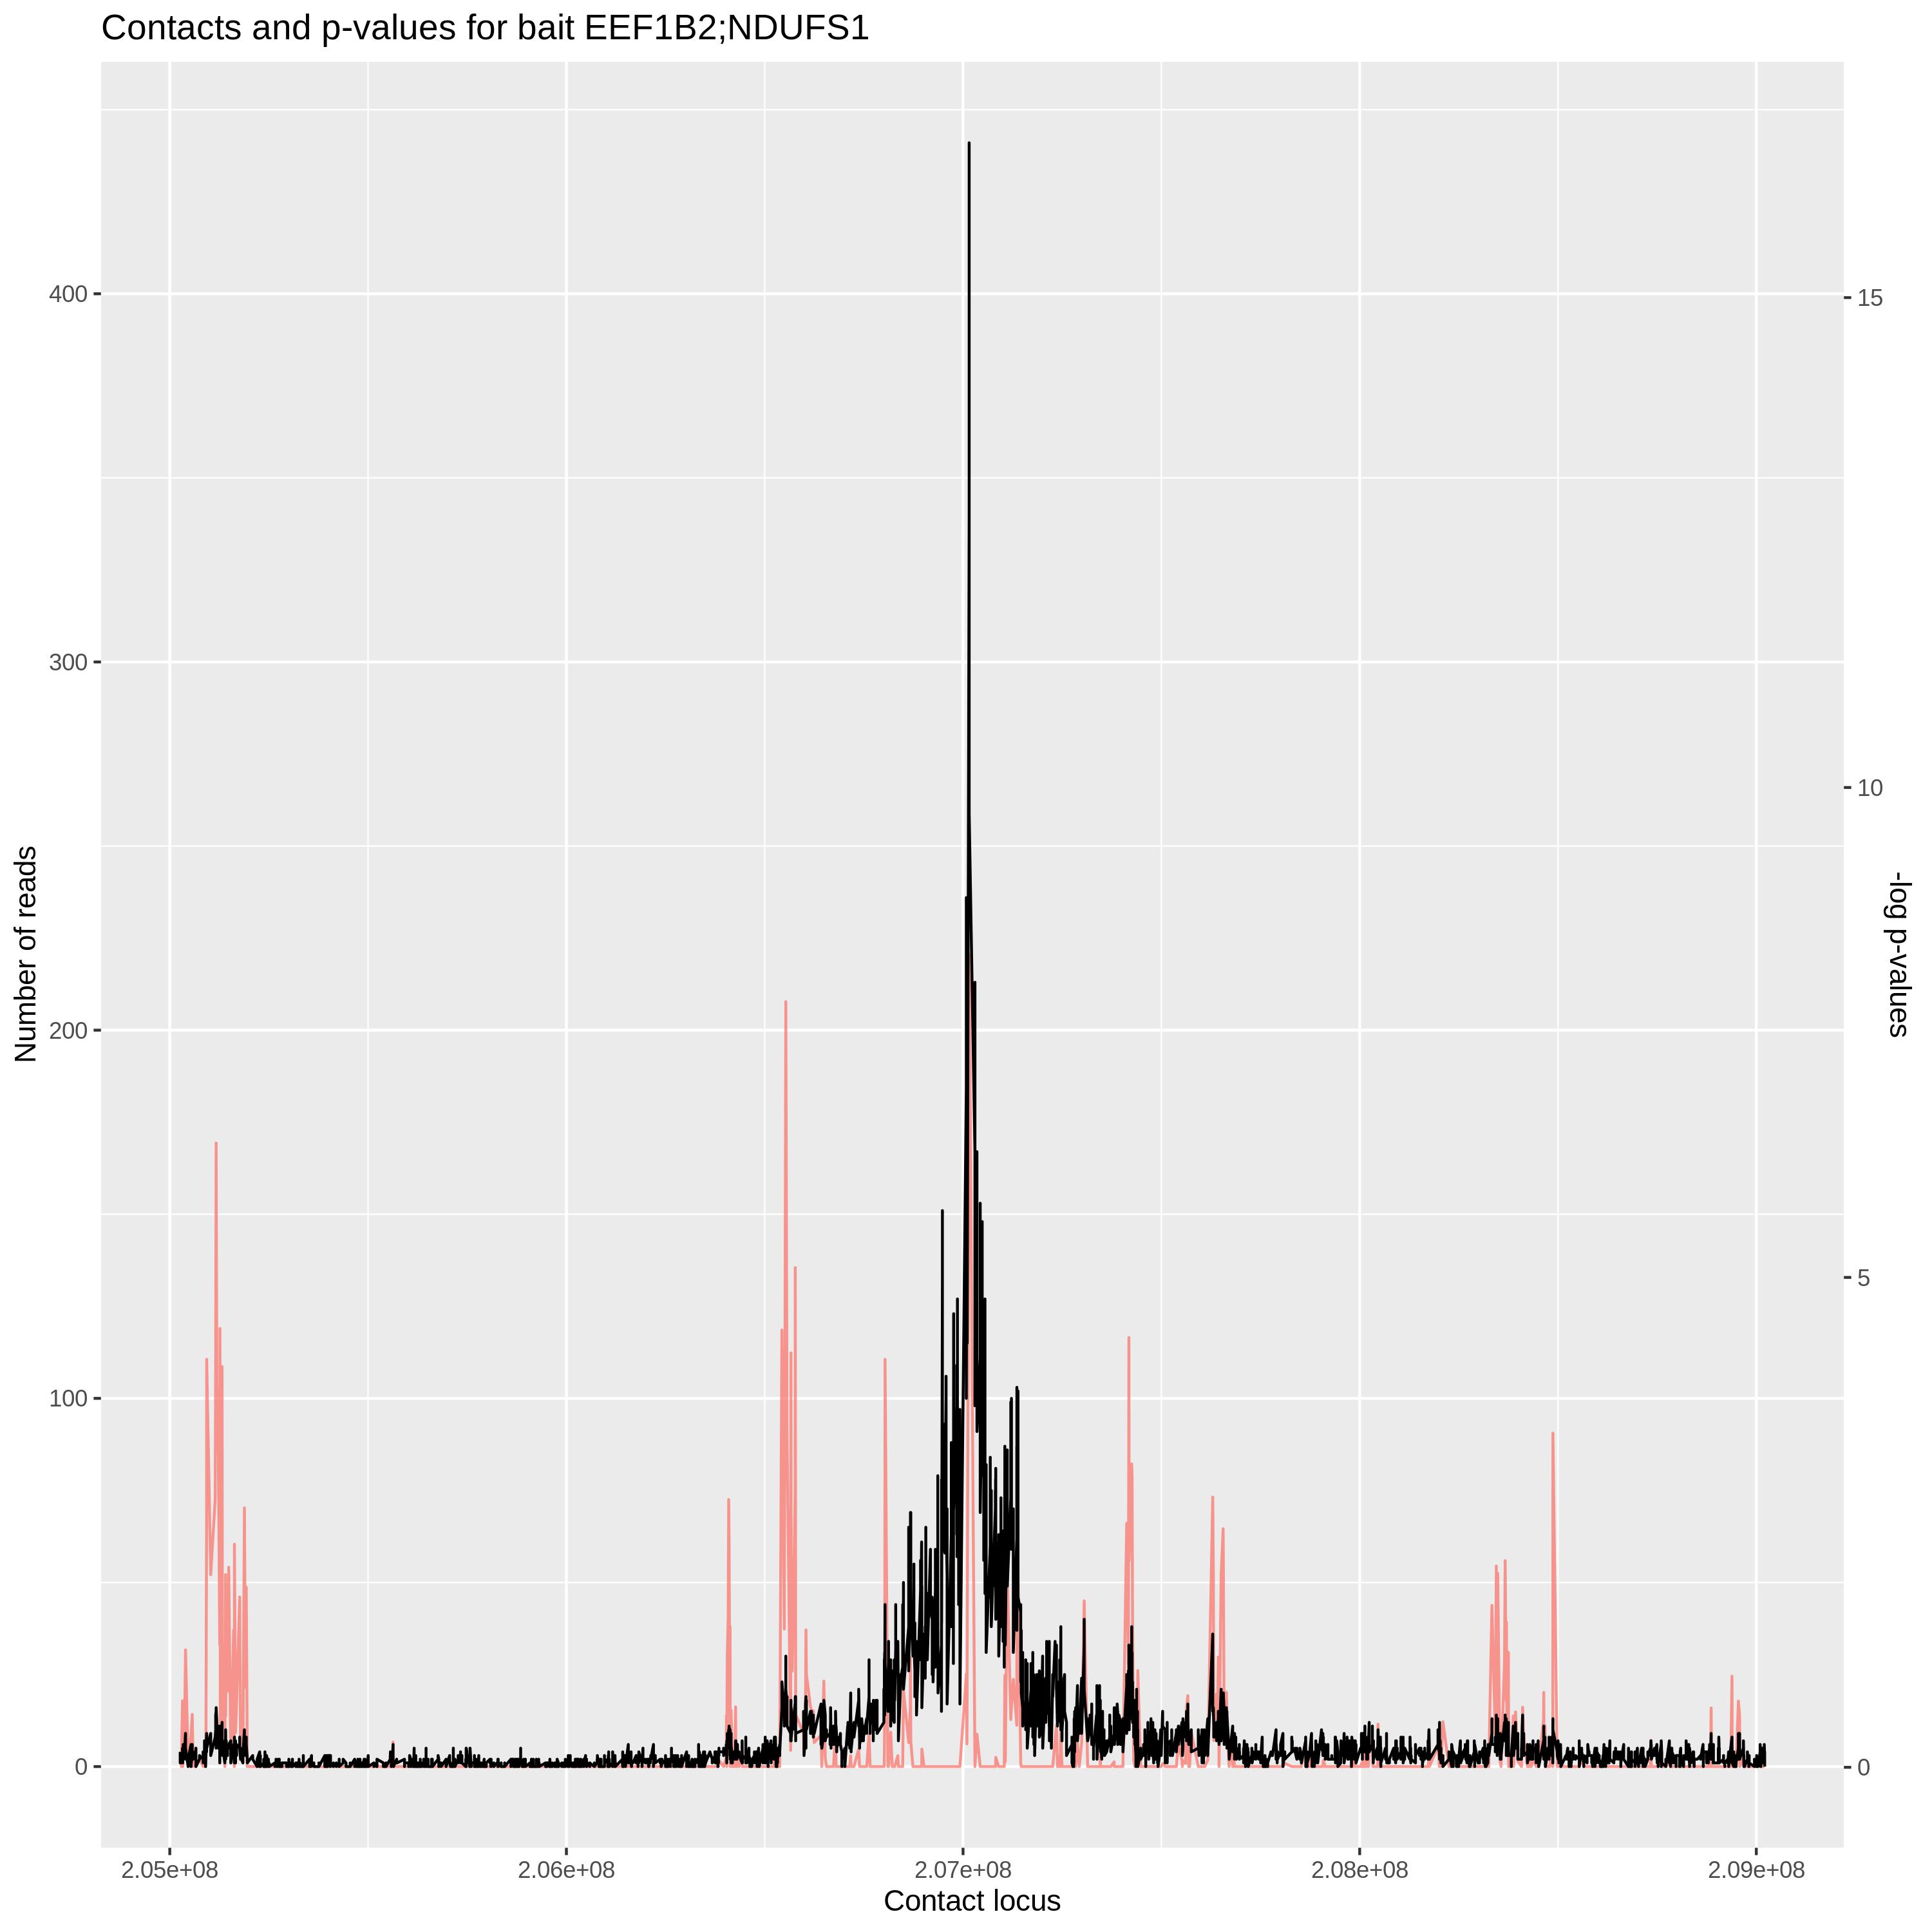 Contacts and p-values for bait EEF1B2;NDUFS1
Number of reads
400
300
200
100
0
15
10
5
0
-log p-values
2.05e+08 2.06e+08 2.07e+08 2.08e+08 2.09e+08
Contact locus